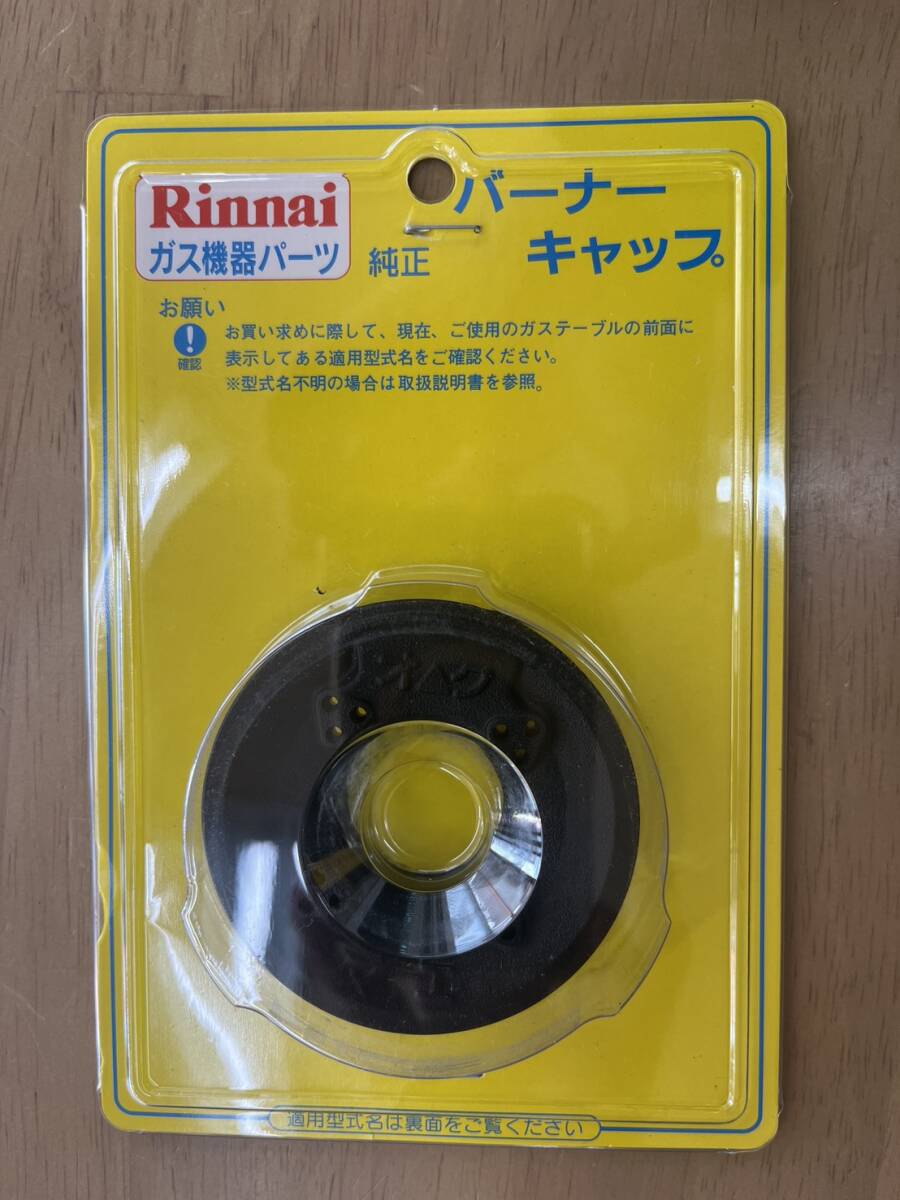 Rinnai
ガス機器パーツ
純正
バーナー
キャップ
お願い
確認
お買い求めに際して、現在、ご使用のガステーブルの前面に
表示してある適用型式名をご確認ください。
※型式名不明の場合は取扱説明書を参照。
適用型式名は裏面をご覧ください